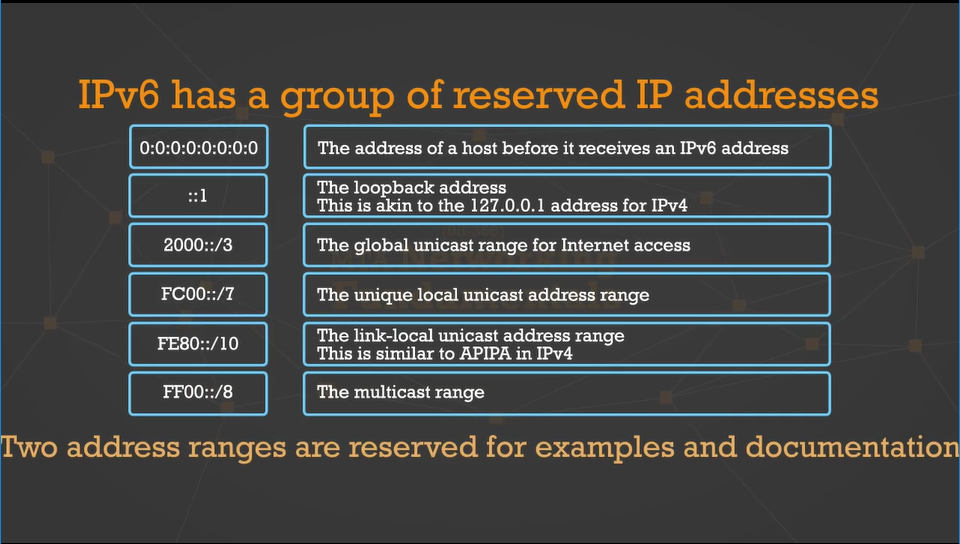 IPv6 has a group of reserved IP addresses
0:0:0:0:0:0:0:0
The address of a host before it receives an IPv6 address
::1
The loopback address
This is akin to the 127.0.0.1 address for IPv4
2000::/3
The global unicast range for Internet access
FC00::/7
The unique local unicast address range
FE80::/10
The link-local unicast address range
This is similar to APIPA in IPv4
FF00::/8
The multicast range
Two address ranges are reserved for examples and documentation